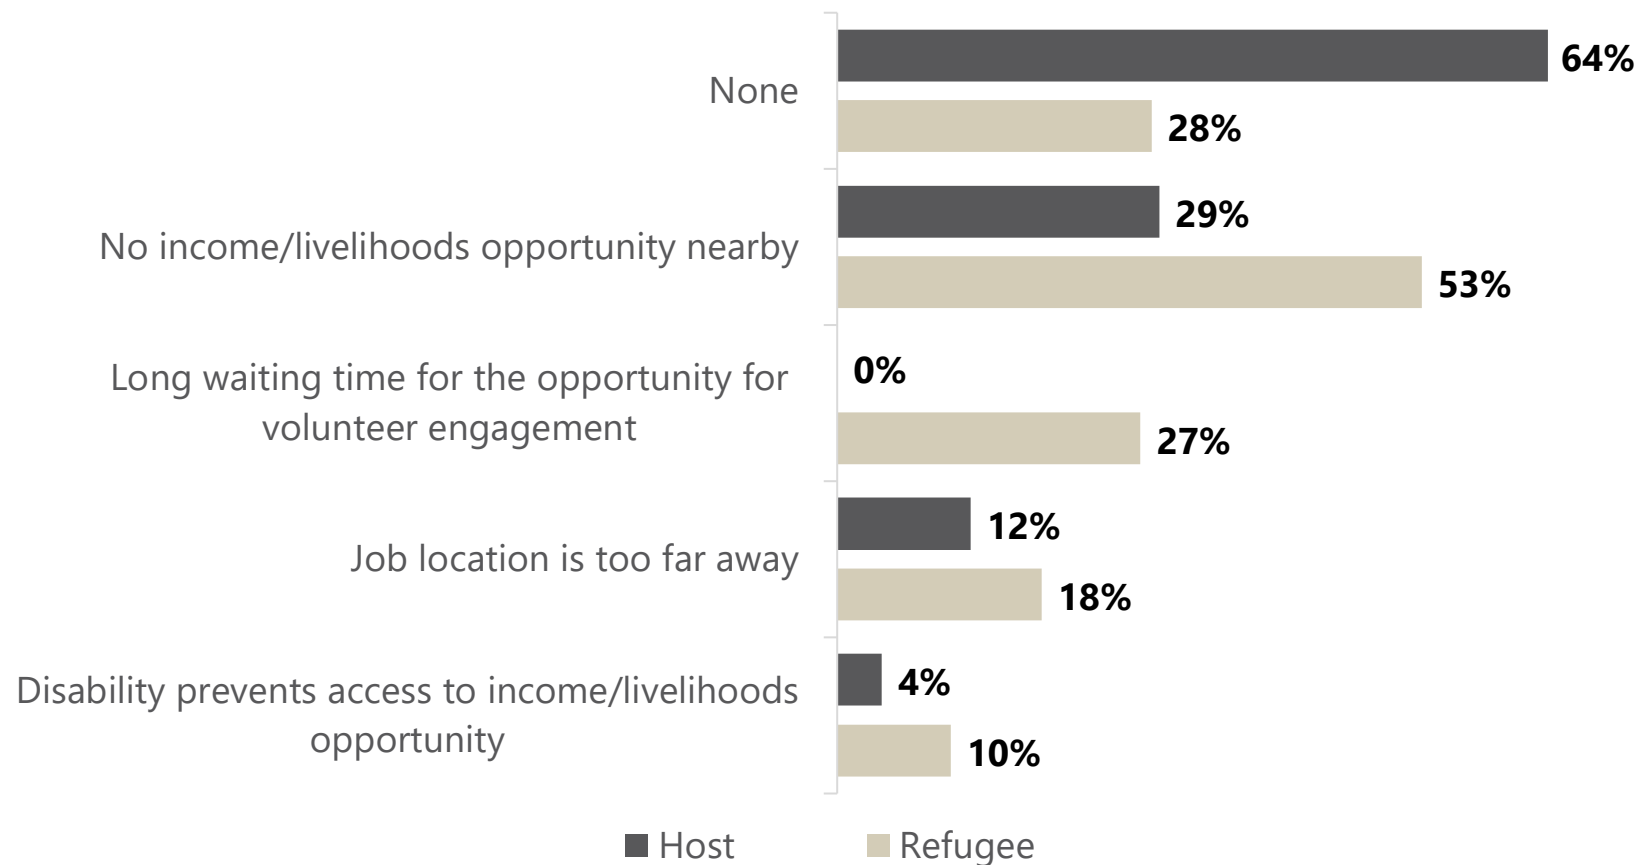 None
64%
28%
No income/livelihoods opportunity nearby
29%
53%
Long waiting time for the opportunity for
volunteer engagement
0%
27%
Job location is too far away
12%
18%
Disability prevents access to income/livelihoods
opportunity
4%
10%
Host
Refugee